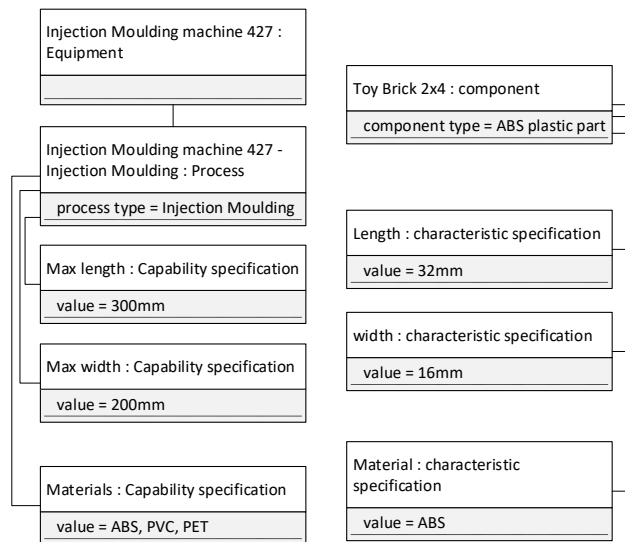 Injection Moulding machine 427 :
Equipment
Injection Moulding machine 427 -
Injection Moulding : Process
process type = Injection Moulding
Max length : Capability specification
value = 300mm
Max width : Capability specification
value = 200mm
Materials : Capability specification
value = ABS, PVC, PET
Toy Brick 2x4 : component
component type = ABS plastic part
Length : characteristic specification
value = 32mm
width : characteristic specification
value = 16mm
Material : characteristic
specification
value = ABS